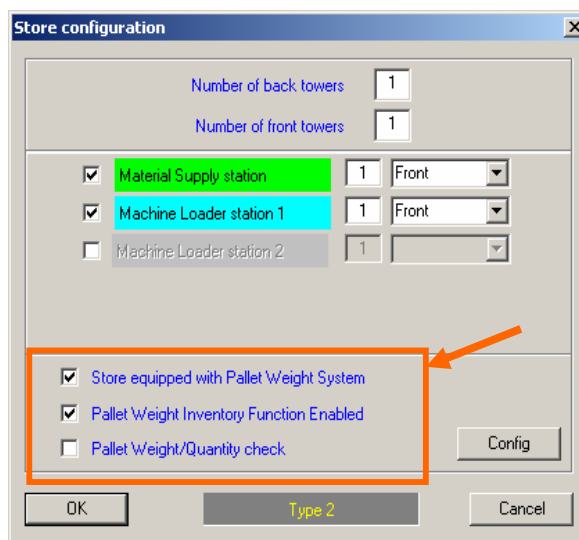 Store configuration
Number of back towers 1
Number of front towers 1
Material Supply station 1 Front
Machine Loader station 1 1 Front
Machine Loader station 2 1
Store equipped with Pallet Weight System
Pallet Weight Inventory Function Enabled
Pallet Weight/Quantity check
Config
OK Type 2 Cancel